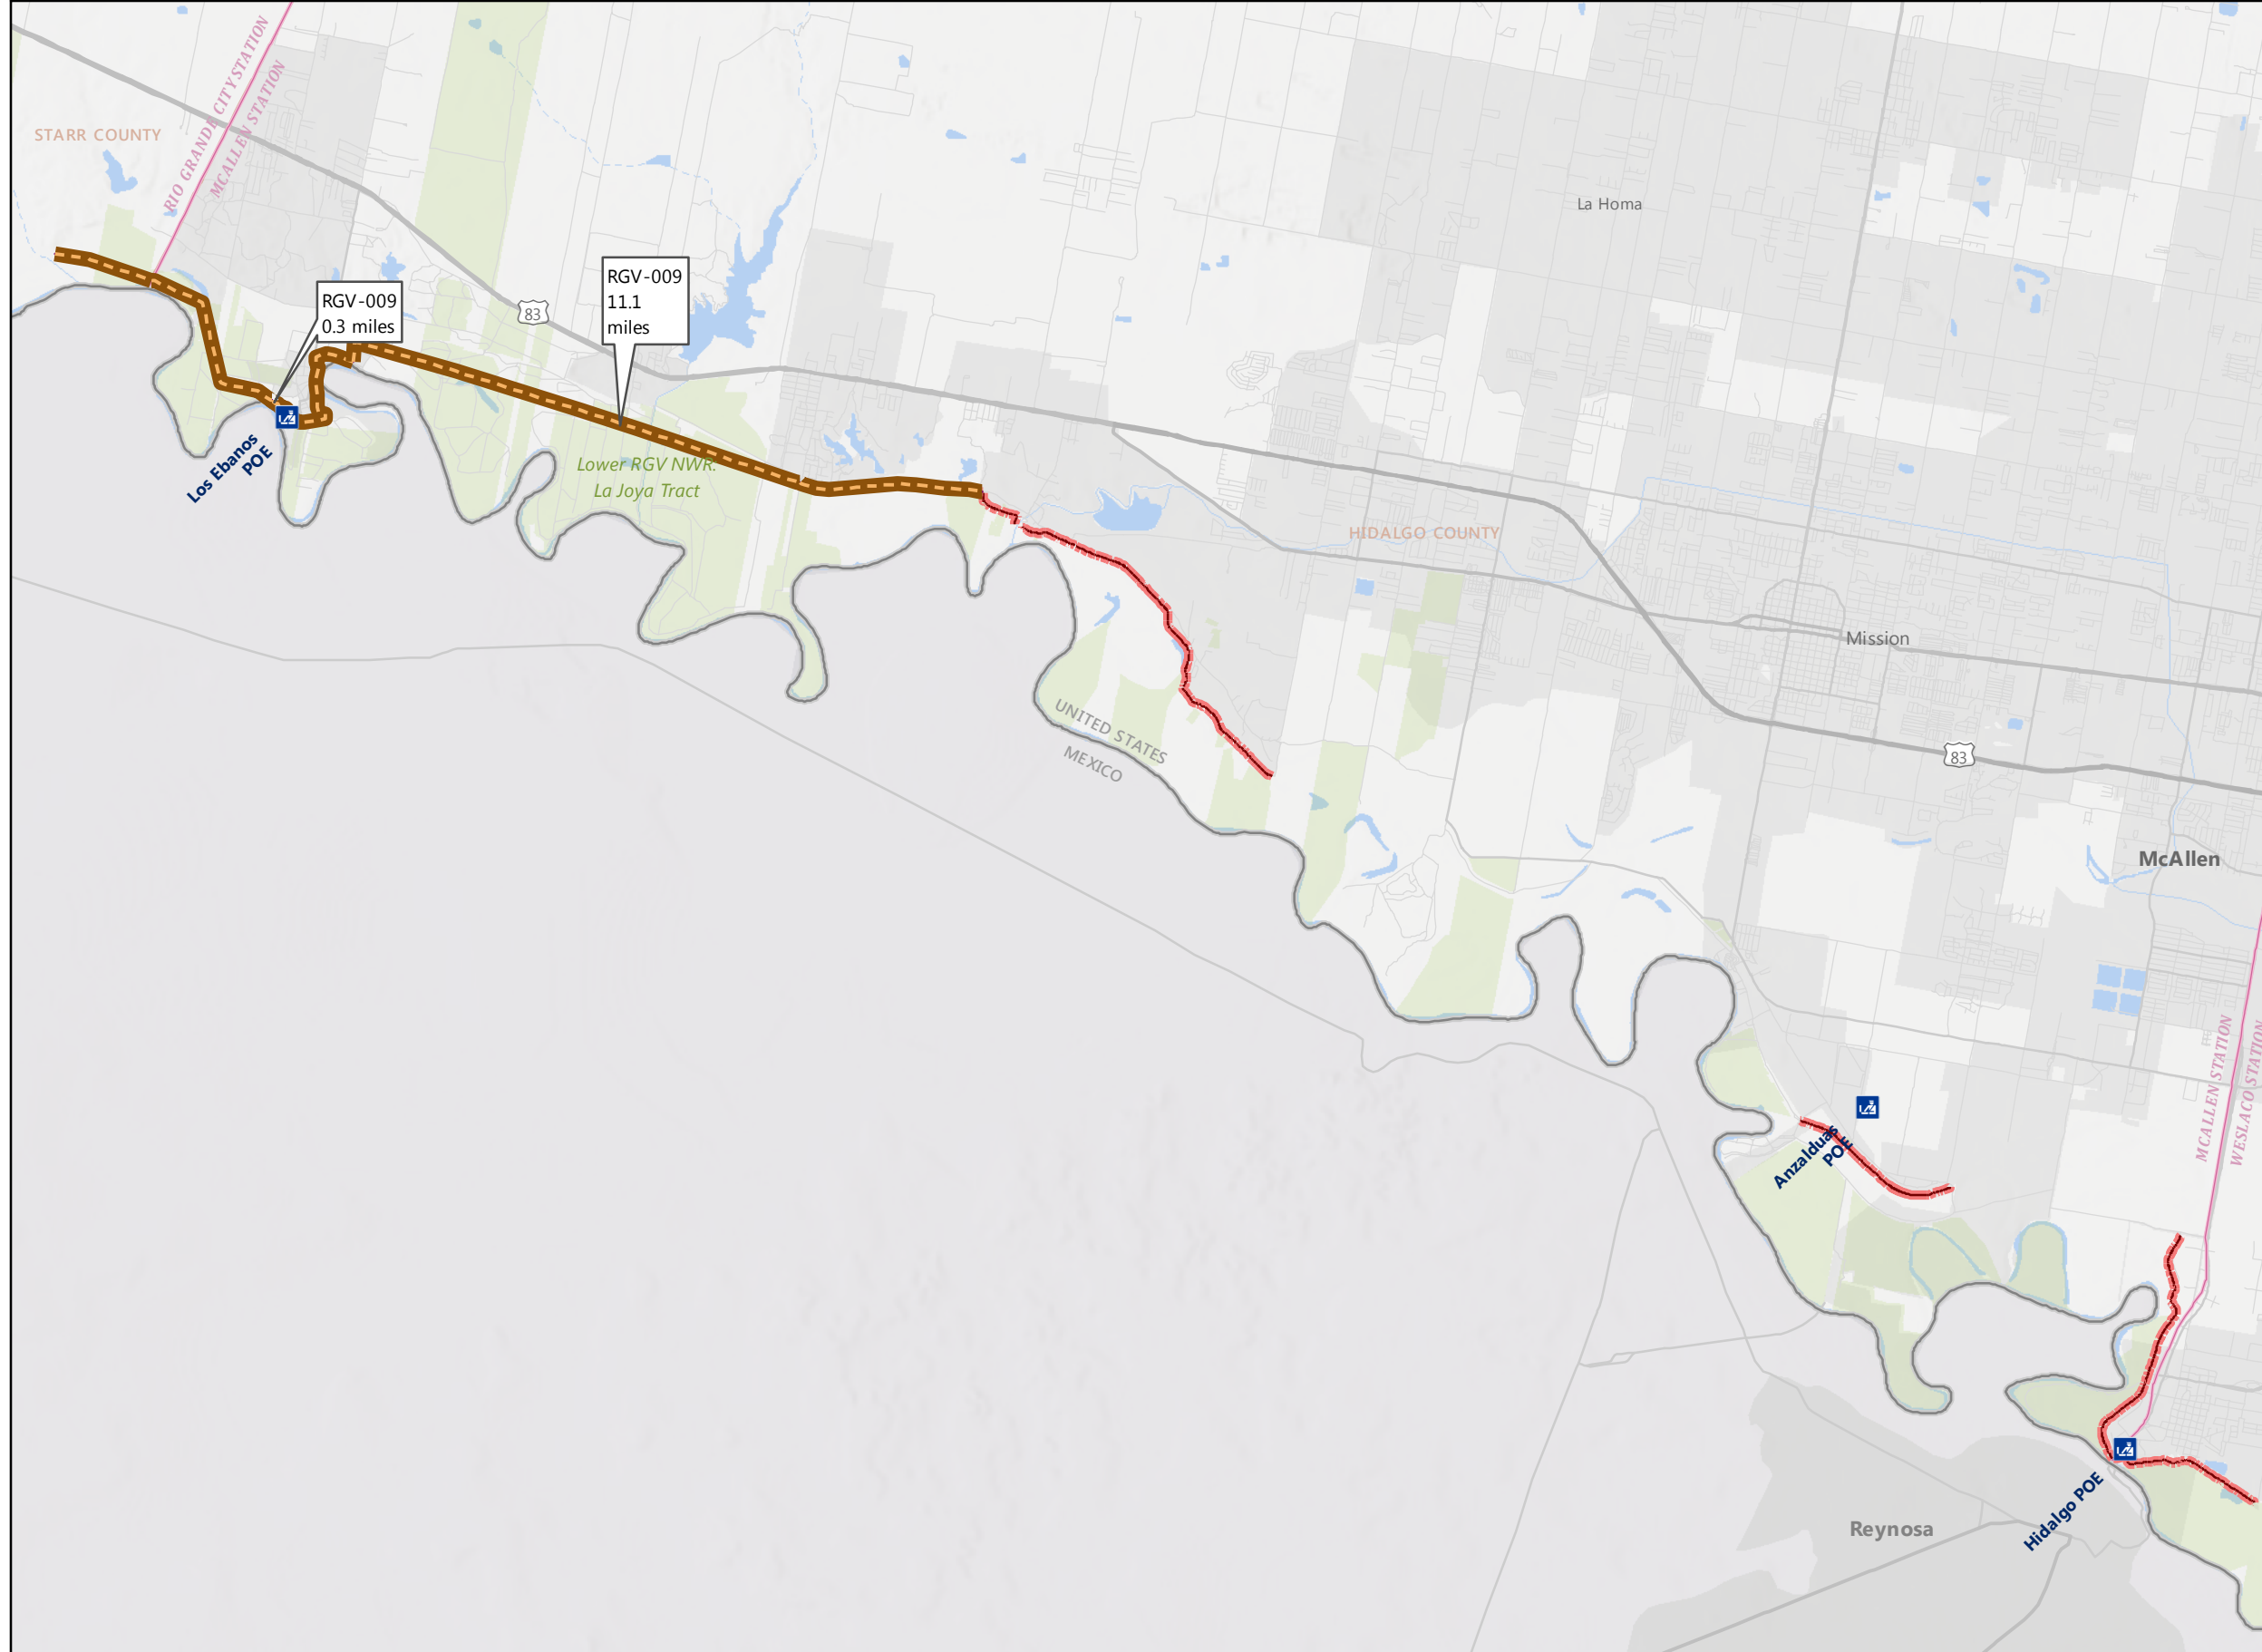 RIO GRANDE CITY STATION
MCALLEN STATION
STARR COUNTY
La Homa
RGV-009
11.1
miles
RGV-009
0.3 miles
83
Los Ebanos
POE
Lower RGV NWR:
La Joya Tract
HIDALGO COUNTY
Mission
UNITED STATES
MEXICO
83
McAllen
MCALLEN STATION
WESLACO STATION
Anzalduas
POE
Hidalgo POE
Reynosa